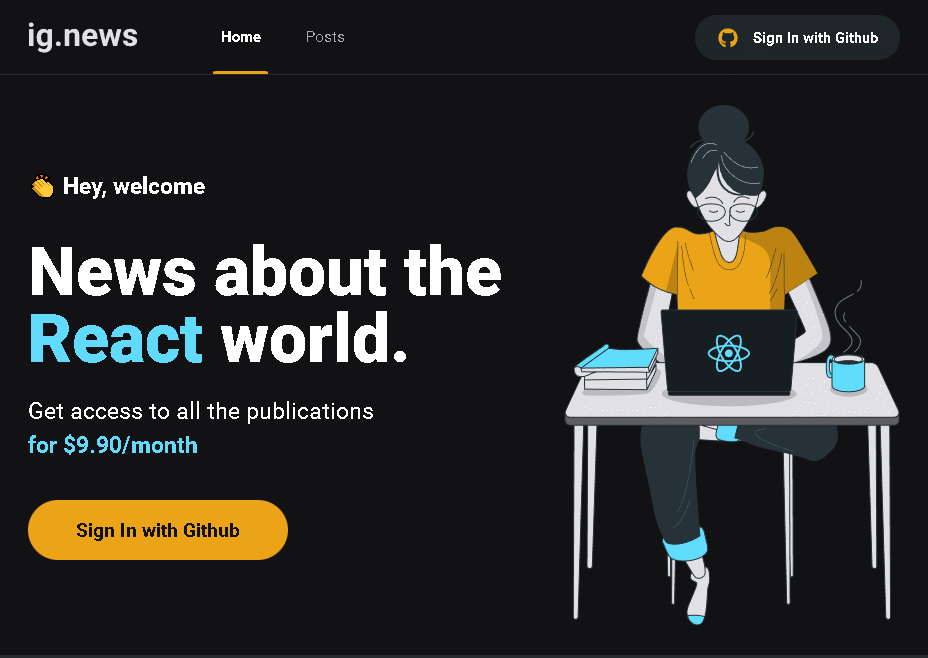 ig.news
Home
Posts
Sign In with Github
👏 Hey, welcome
News about the
React world.
Get access to all the publications
for $9.90/month
Sign In with Github